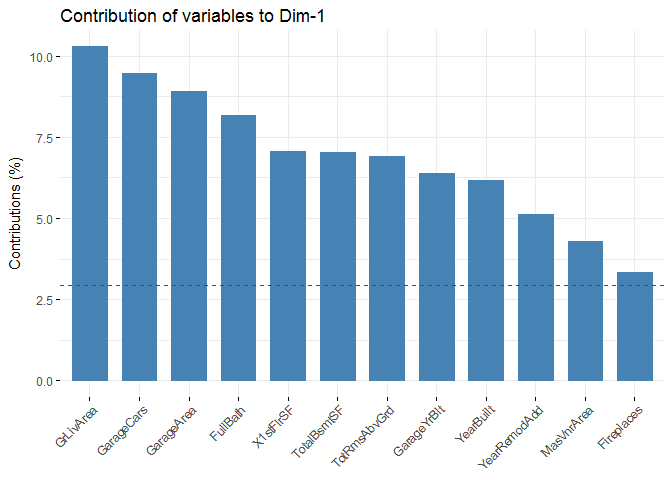 Contribution of variables to Dim-1
Contributions (%)
10.0
7.5
5.0
2.5
0.0
GrLivArea
GarageCars
GarageArea
FullBath
X1stFlrSF
TotalBsmtSF
TotRmsAbvGrd
GarageYrBlt
YearBuilt
YearRemodAdd
MasVnrArea
Fireplaces